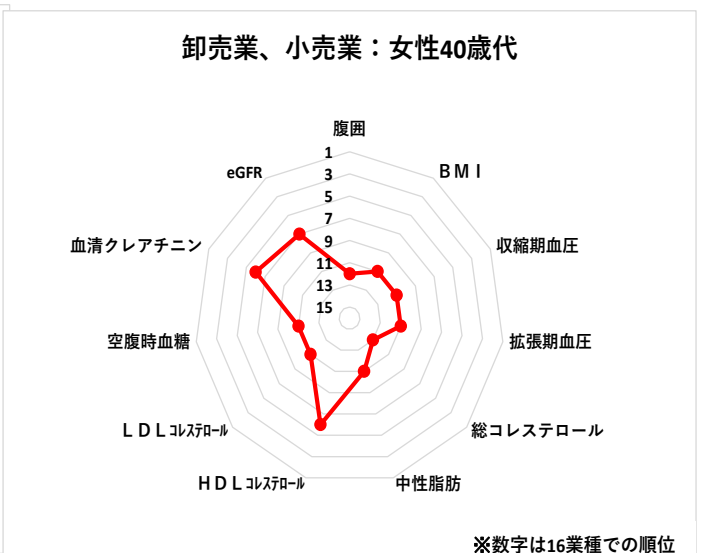 卸売業、小売業：女性40歳代
腹囲
ＢＭＩ
収縮期血圧
拡張期血圧
総コレステロール
中性脂肪
ＨＤＬコレステロール
ＬＤＬコレステロール
空腹時血糖
血清クレアチニン
eGFR
1
3
5
7
9
11
13
15
※数字は16業種での順位